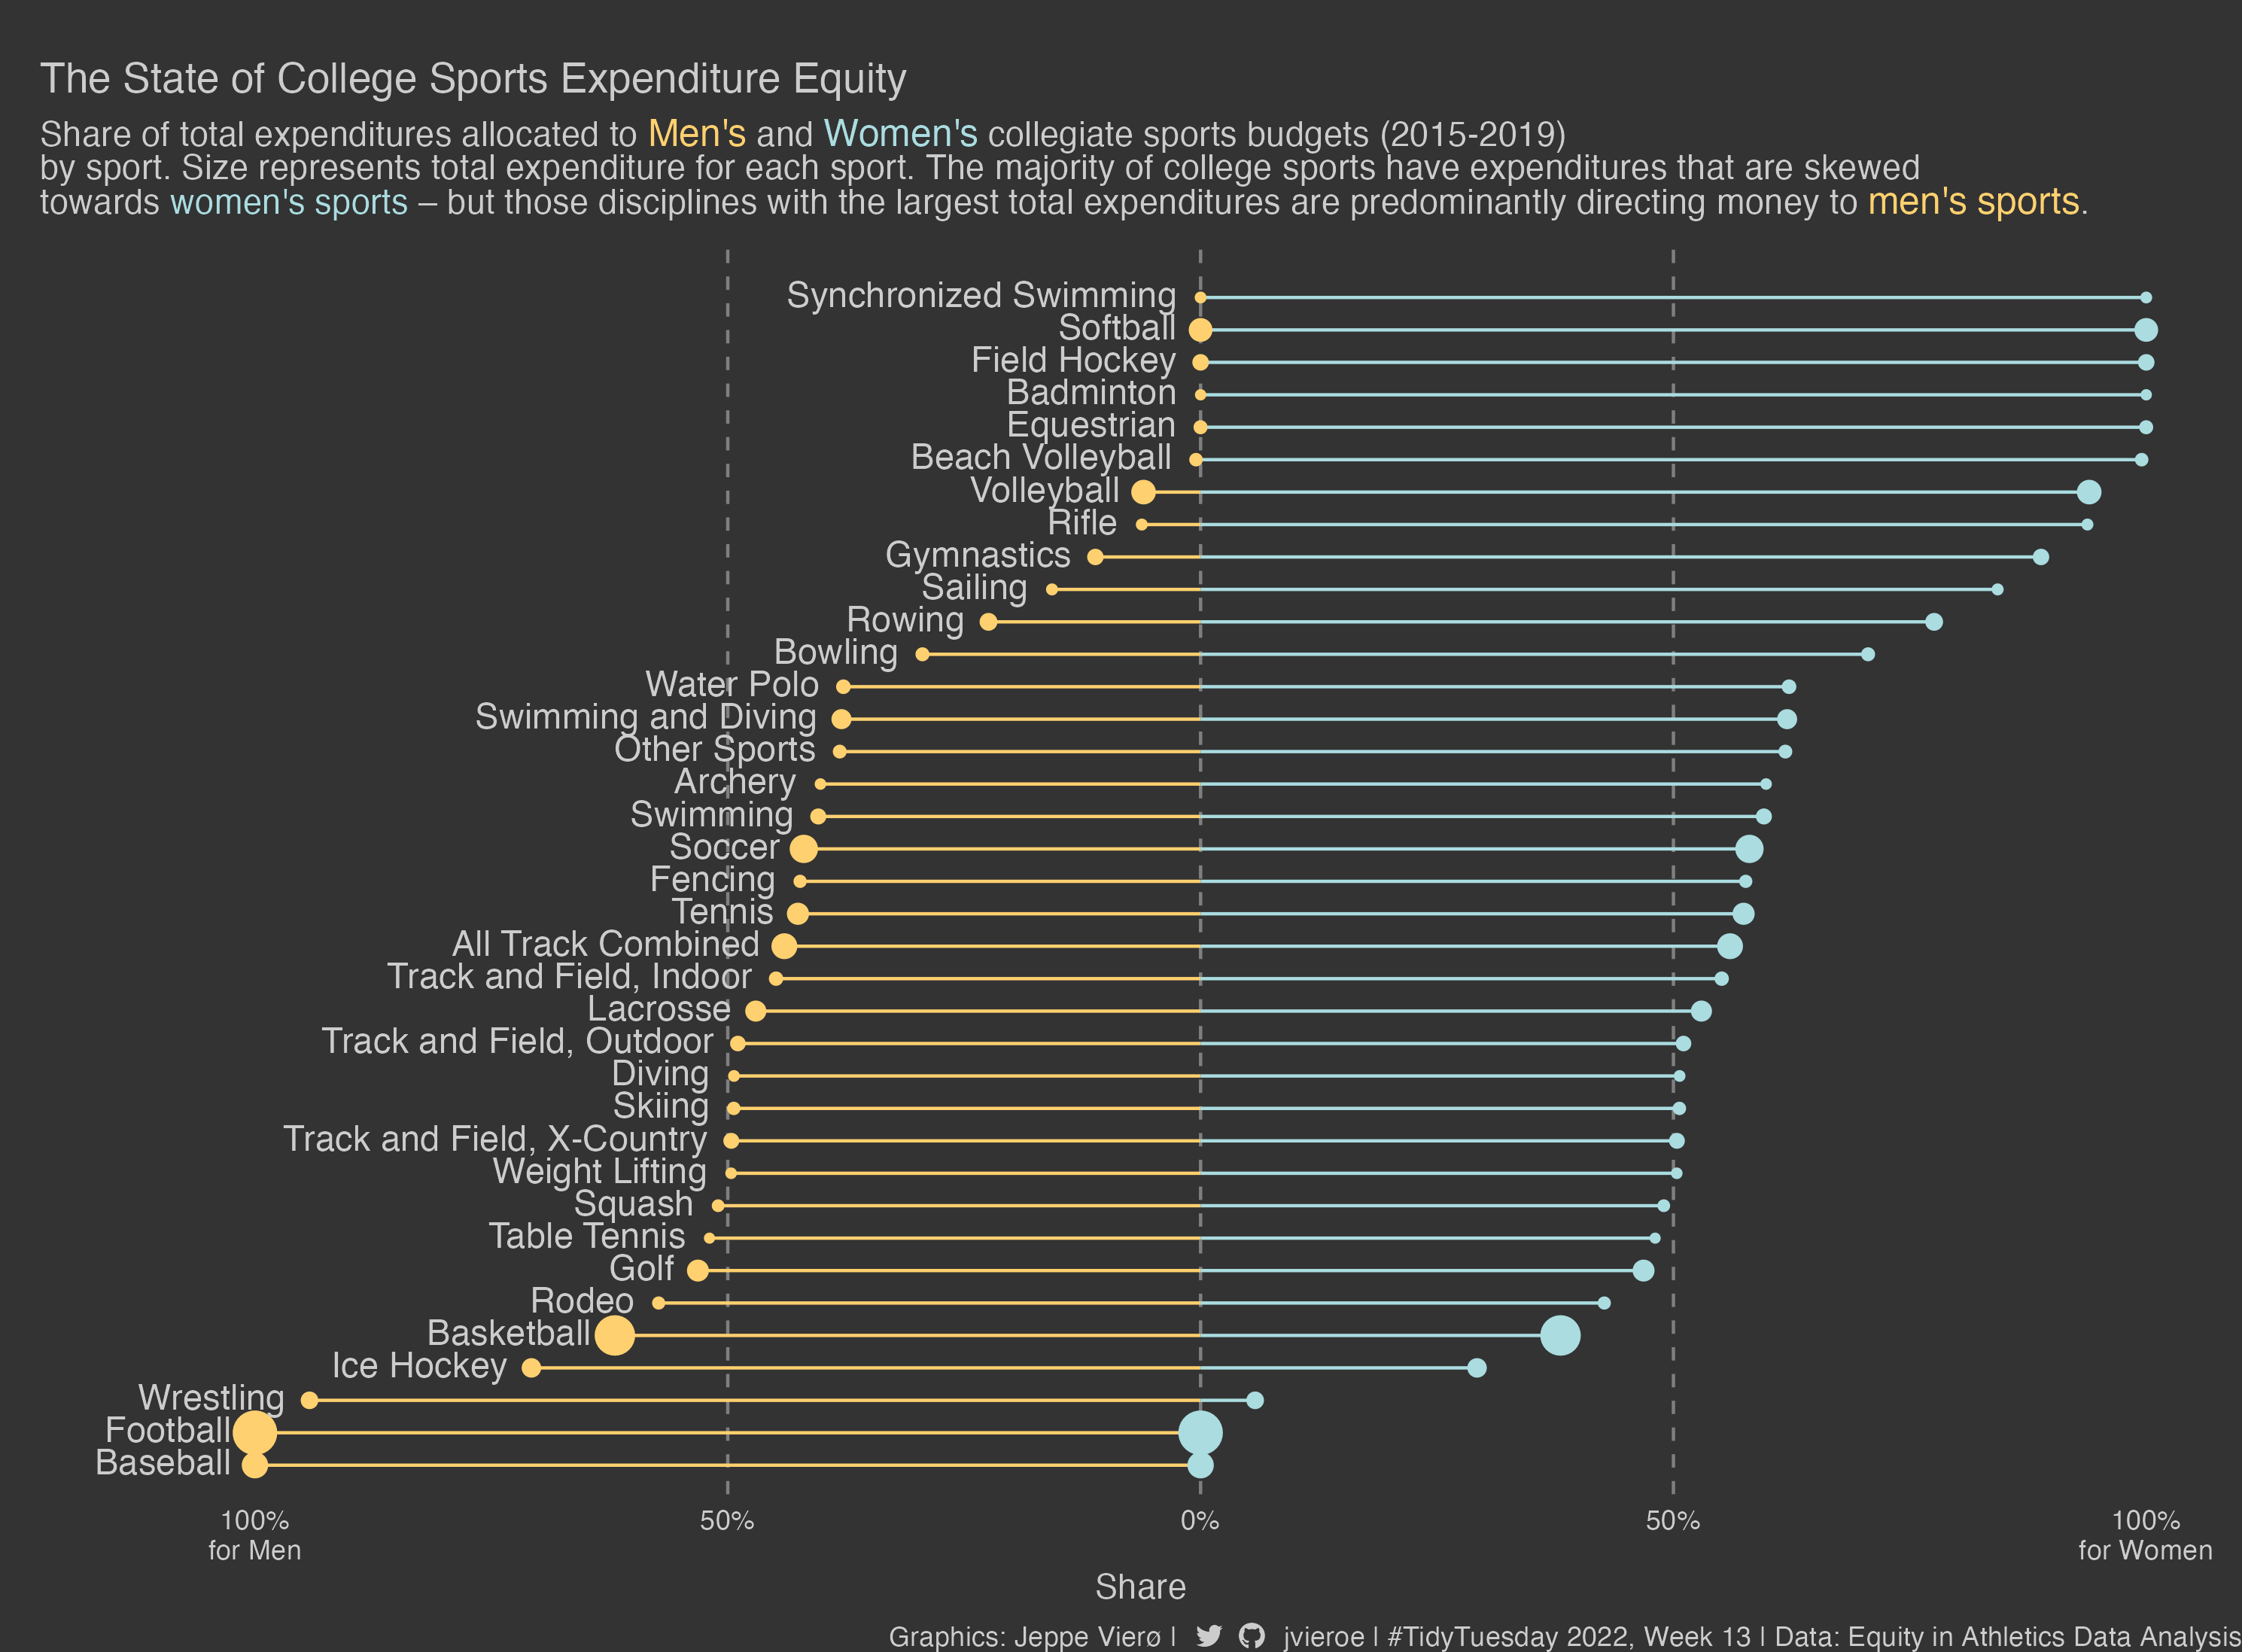 The State of College Sports Expenditure Equity
Share of total expenditures allocated to Men's and Women's collegiate sports budgets (2015-2019)
by sport. Size represents total expenditure for each sport. The majority of college sports have expenditures that are skewed
towards women's sports – but those disciplines with the largest total expenditures are predominantly directing money to men's sports.
Synchronized Swimming
Softball
Field Hockey
Badminton
Equestrian
Beach Volleyball
Volleyball
Rifle
Gymnastics
Sailing
Rowing
Bowling
Water Polo
Swimming and Diving
Other Sports
Archery
Swimming
Soccer
Fencing
Tennis
All Track Combined
Track and Field, Indoor
Lacrosse
Track and Field, Outdoor
Diving
Skiing
Track and Field, X-Country
Weight Lifting
Squash
Table Tennis
Golf
Rodeo
Basketball
Ice Hockey
Wrestling
Football
Baseball
100% 50% 0% 50% 100%
for Men for Women
Share
Graphics: Jeppe Vierø | jvieroe | #TidyTuesday 2022, Week 13 | Data: Equity in Athletics Data Analysis